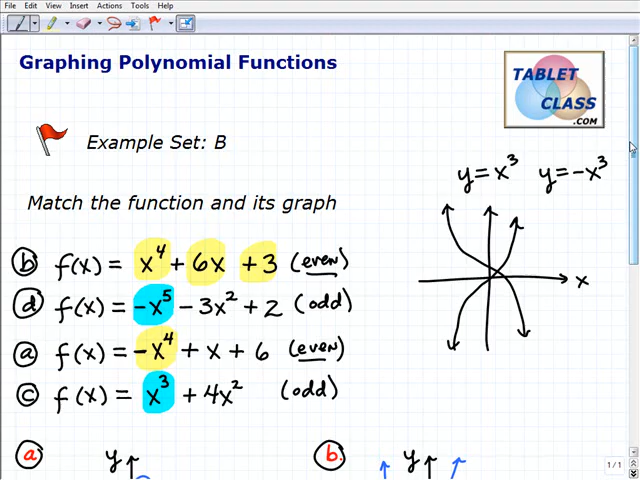 File Edit View Insert Actions Tools Help
Graphing Polynomial Functions
TABLET
CLASS
.COM
Example Set: B
y = x³ y = -x³
Match the function and its graph
b f(x) = x⁴ + 6x + 3 (even)
d f(x) = -x⁵ - 3x² + 2 (odd)
x
a f(x) = -x⁴ + x + 6 (even)
c f(x) = x³ + 4x² (odd)
a y b. y
1/1